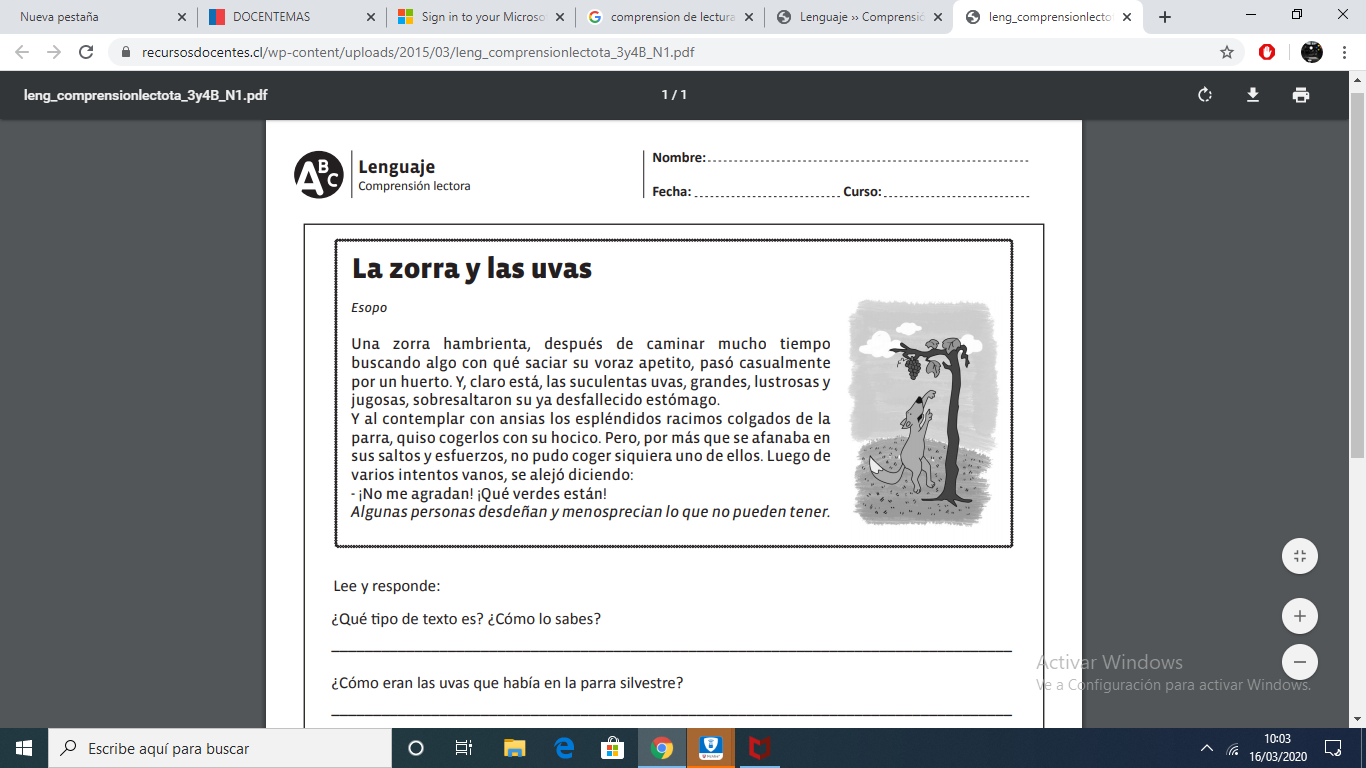 Nueva pestaña
DOCENTEMAS
Sign in to your Microso
comprension de lectura
Lenguaje ›› Comprensió
leng_comprensionlectot
recursosdocentes.cl/wp-content/uploads/2015/03/leng_comprensionlectota_3y4B_N1.pdf
leng_comprensionlectota_3y4B_N1.pdf
1 / 1
ABC
Lenguaje
Comprensión lectora
Nombre:
Fecha: Curso:
La zorra y las uvas
Esopo
Una zorra hambrienta, después de caminar mucho tiempo
buscando algo con qué saciar su voraz apetito, pasó casualmente
por un huerto. Y, claro está, las suculentas uvas, grandes, lustrosas y
jugosas, sobresaltaron su ya desfallecido estómago.
Y al contemplar con ansias los espléndidos racimos colgados de la
parra, quiso cogerlos con su hocico. Pero, por más que se afanaba en
sus saltos y esfuerzos, no pudo coger siquiera uno de ellos. Luego de
varios intentos vanos, se alejó diciendo:
- ¡No me agradan! ¡Qué verdes están!
Algunas personas desdeñan y menosprecian lo que no pueden tener.
Lee y responde:
¿Qué tipo de texto es? ¿Cómo lo sabes?
¿Cómo eran las uvas que había en la parra silvestre?
Activar Windows
Ve a Configuración para activar Windows.
Escribe aquí para buscar
10:03
16/03/2020